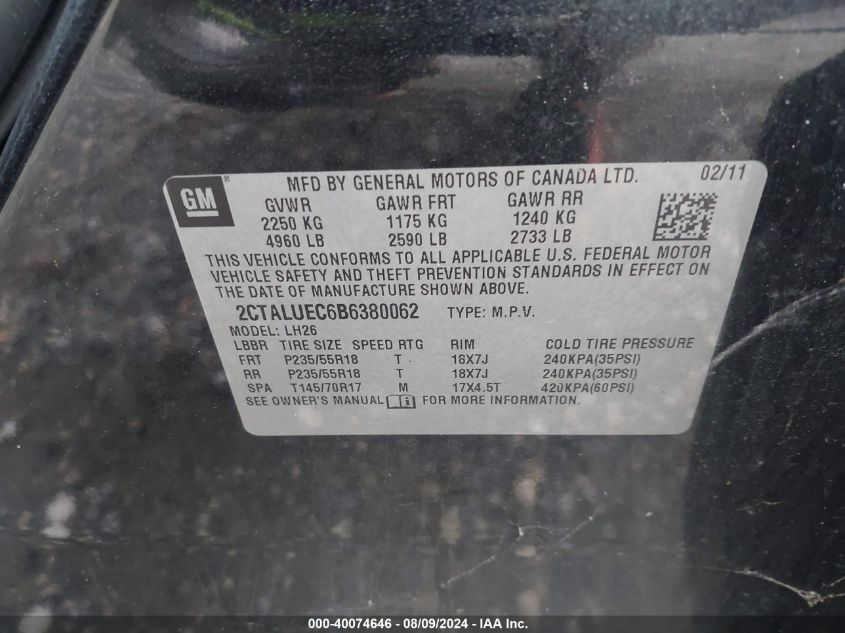 GM
MFD BY GENERAL MOTORS OF CANADA LTD. 02/11
GVWR GAWR FRT GAWR RR
2250 KG 1175 KG 1240 KG
4960 LB 2590 LB 2733 LB
THIS VEHICLE CONFORMS TO ALL APPLICABLE U.S. FEDERAL MOTOR
VEHICLE SAFETY AND THEFT PREVENTION STANDARDS IN EFFECT ON
THE DATE OF MANUFACTURE SHOWN ABOVE.
2CTALUEC6B6380062 TYPE: M.P.V.
MODEL: LH26
LBBR TIRE SIZE SPEED RTG RIM COLD TIRE PRESSURE
FRT P235/55R18 T 18X7J 240KPA(35PSI)
RR P235/55R18 T 18X7J 240KPA(35PSI)
SPA T145/70R17 M 17X4.5T 420KPA(60PSI)
SEE OWNER'S MANUAL FOR MORE INFORMATION.
000-40074646 - 08/09/2024 - IAA Inc.